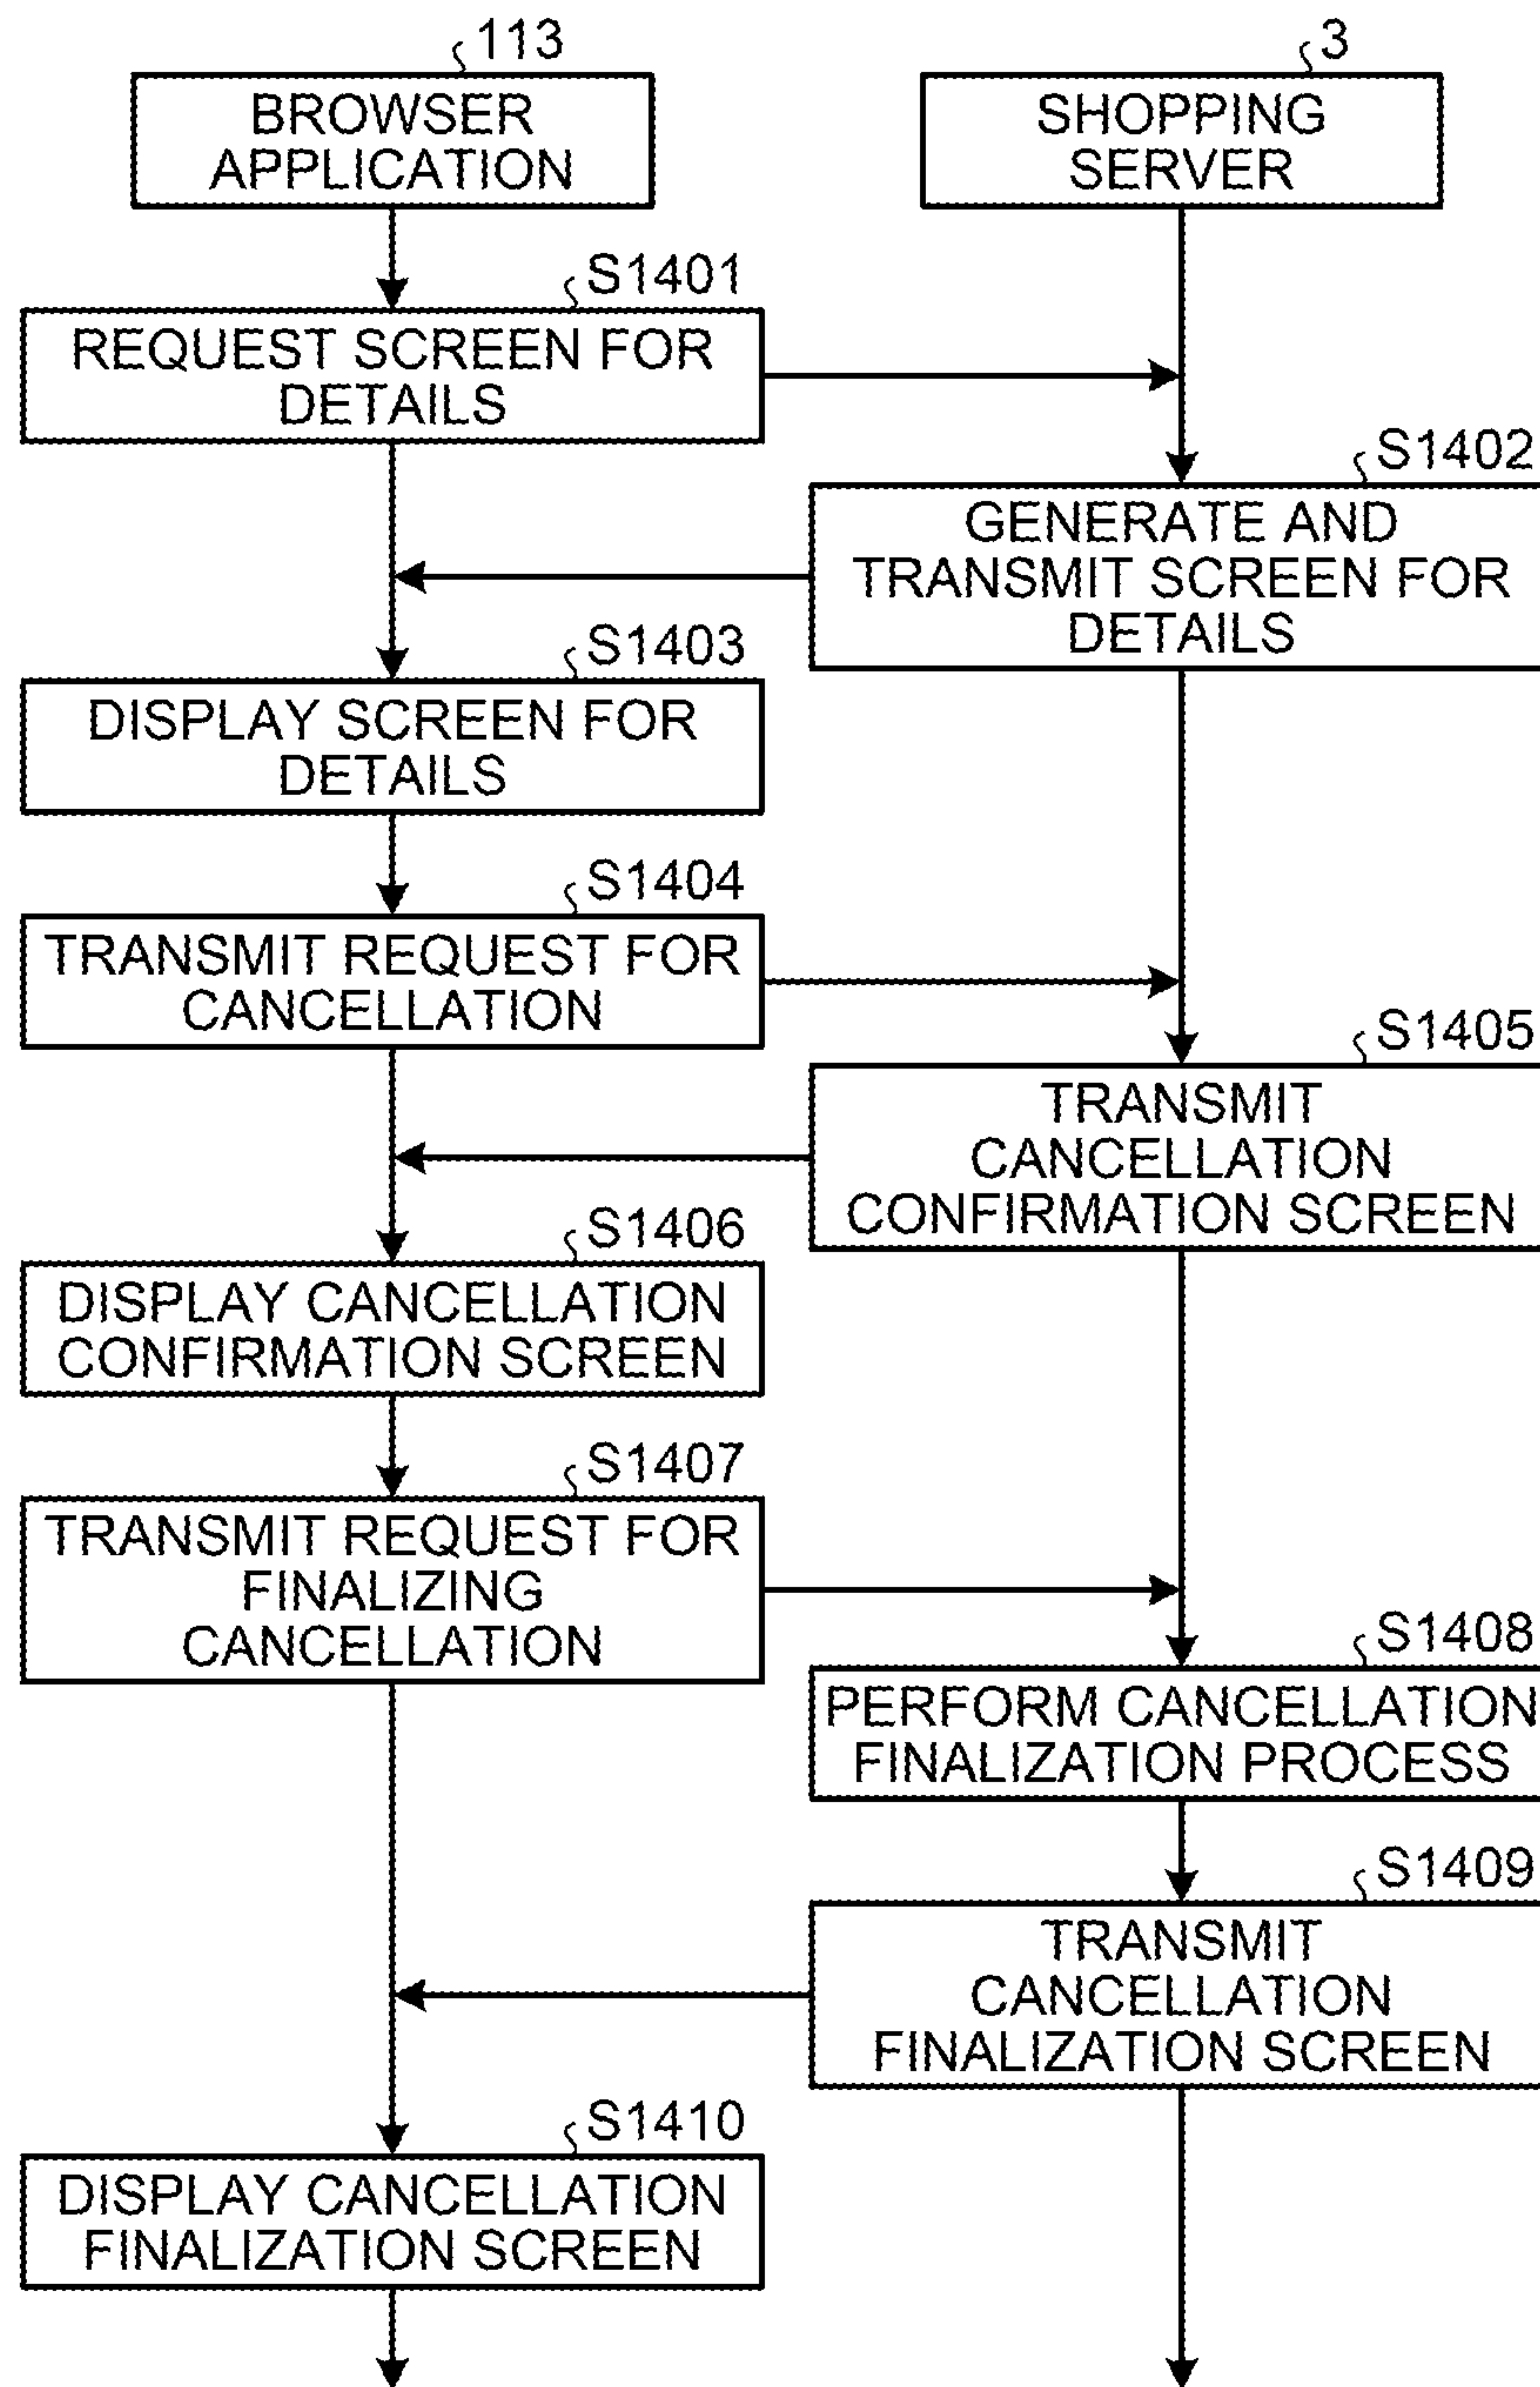 113
BROWSER
APPLICATION
3
SHOPPING
SERVER
S1401
REQUEST SCREEN FOR
DETAILS
S1402
GENERATE AND
TRANSMIT SCREEN FOR
DETAILS
S1403
DISPLAY SCREEN FOR
DETAILS
S1404
TRANSMIT REQUEST FOR
CANCELLATION
S1405
TRANSMIT
CANCELLATION
CONFIRMATION SCREEN
S1406
DISPLAY CANCELLATION
CONFIRMATION SCREEN
S1407
TRANSMIT REQUEST FOR
FINALIZING
CANCELLATION
S1408
PERFORM CANCELLATION
FINALIZATION PROCESS
S1409
TRANSMIT
CANCELLATION
FINALIZATION SCREEN
S1410
DISPLAY CANCELLATION
FINALIZATION SCREEN